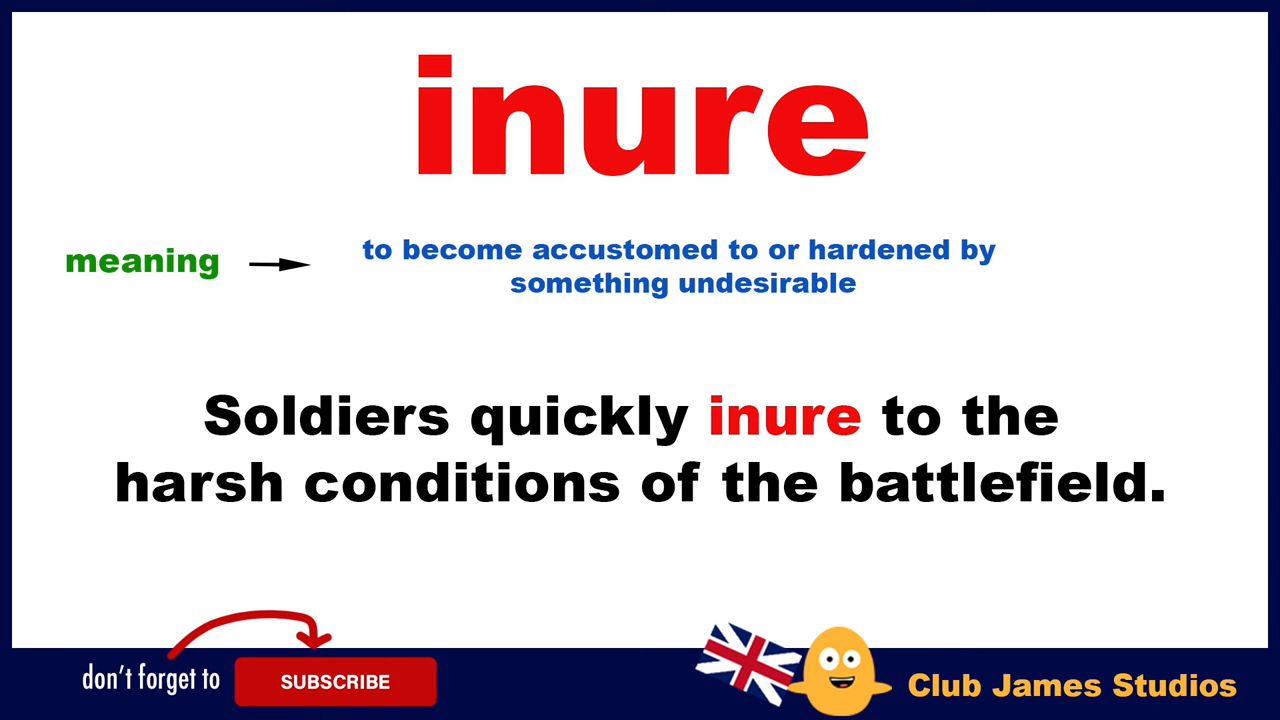 inure
meaning
to become accustomed to or hardened by
something undesirable
Soldiers quickly inure to the
harsh conditions of the battlefield.
don't forget to
SUBSCRIBE
Club James Studios